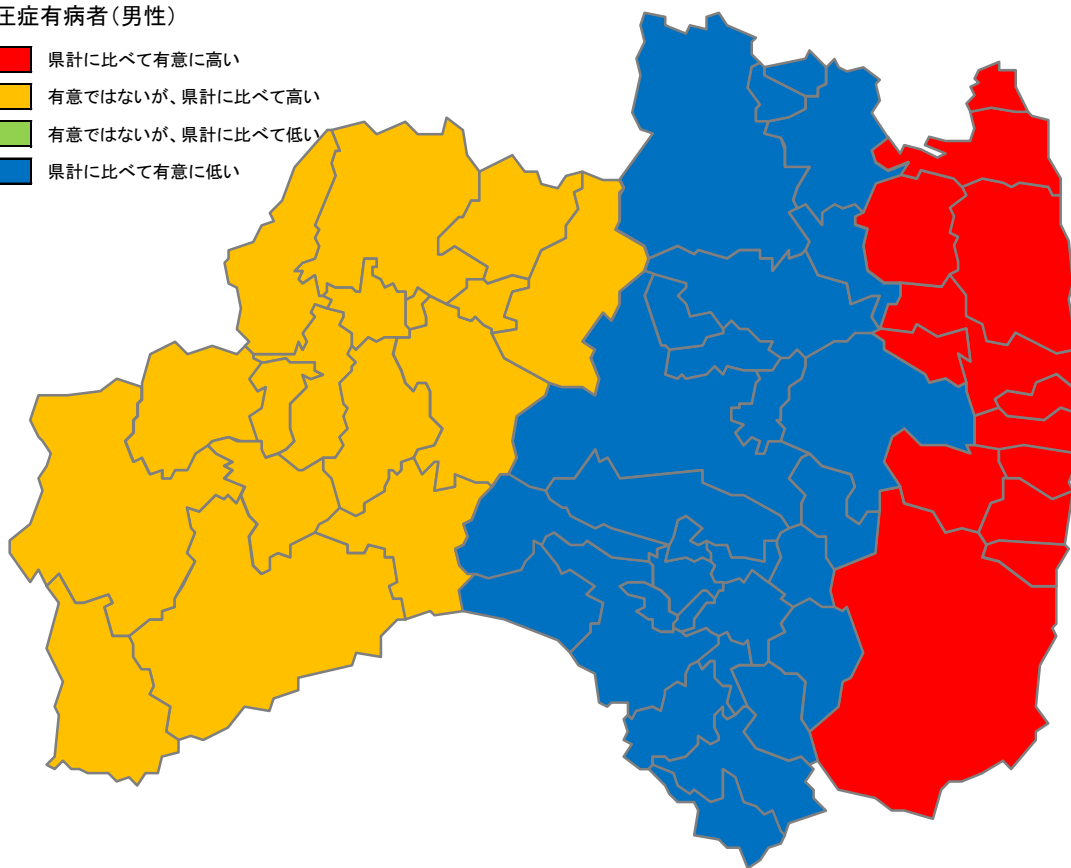 圧症有病者(男性)
県計に比べて有意に高い
有意ではないが、県計に比べて高い
有意ではないが、県計に比べて低い
県計に比べて有意に低い